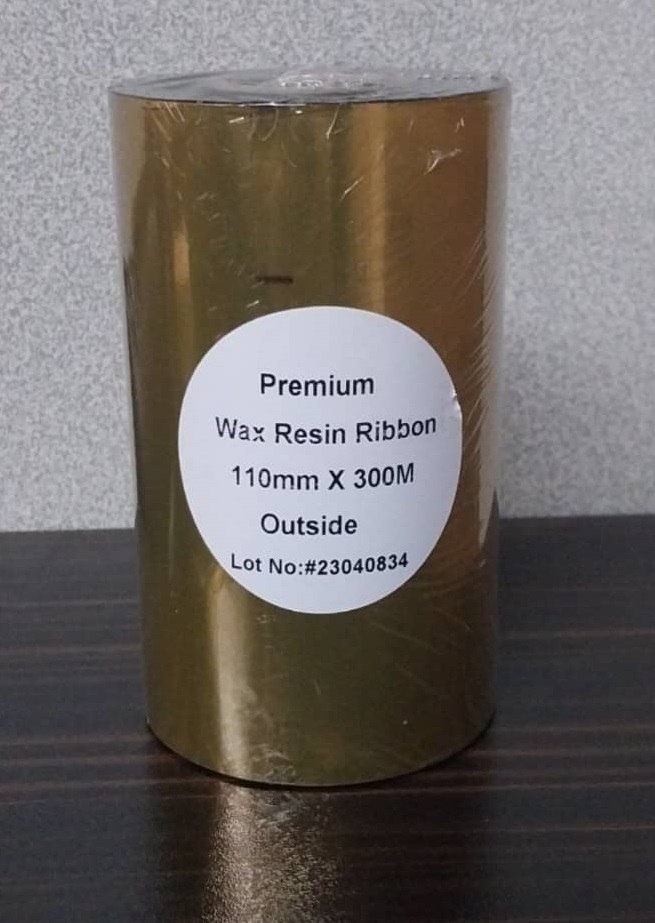 Premium
Wax Resin Ribbon
110mm X 300M
Outside
Lot No:#23040834